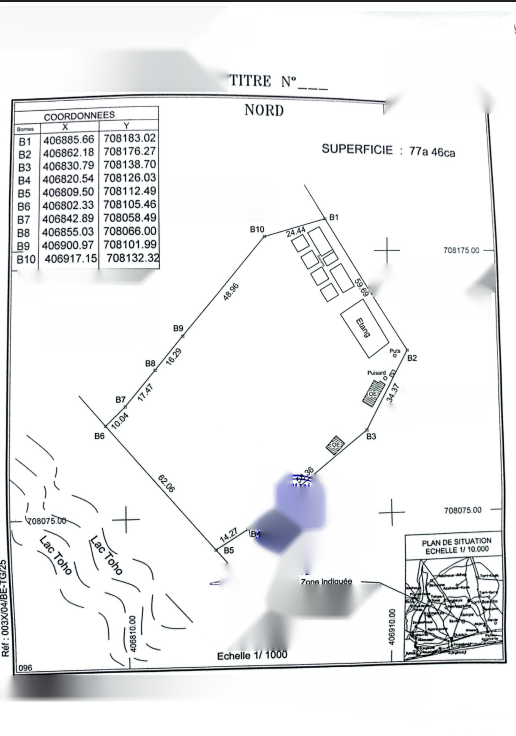 TITRE N°___
NORD
COORDONNEES
Bornes X Y
B1 406885.66 708183.02
B2 406862.18 708176.27
B3 406830.79 708138.70
B4 406820.54 708126.03
B5 406809.50 708112.49
B6 406802.33 708105.46
B7 406842.89 708058.49
B8 406855.03 708066.00
B9 406900.97 708101.99
B10 406917.15 708132.32
SUPERFICIE : 77a 46ca
B1
B10
24.44
708175.00
59.69
48.96
Etang
B9
Puits
B2
16.29
B8
Puisard
34.37
17.47
B7
10.04
B3
B6
62.06
708075.00
708075.00
14.27
B4
B5
Lac Toho
Lac Toho
PLAN DE SITUATION
ECHELLE 1/ 10.000
Zone indiquée
406810.00
406910.00
Echelle 1/ 1000
Réf : 003X/04/BE-TG/25
096